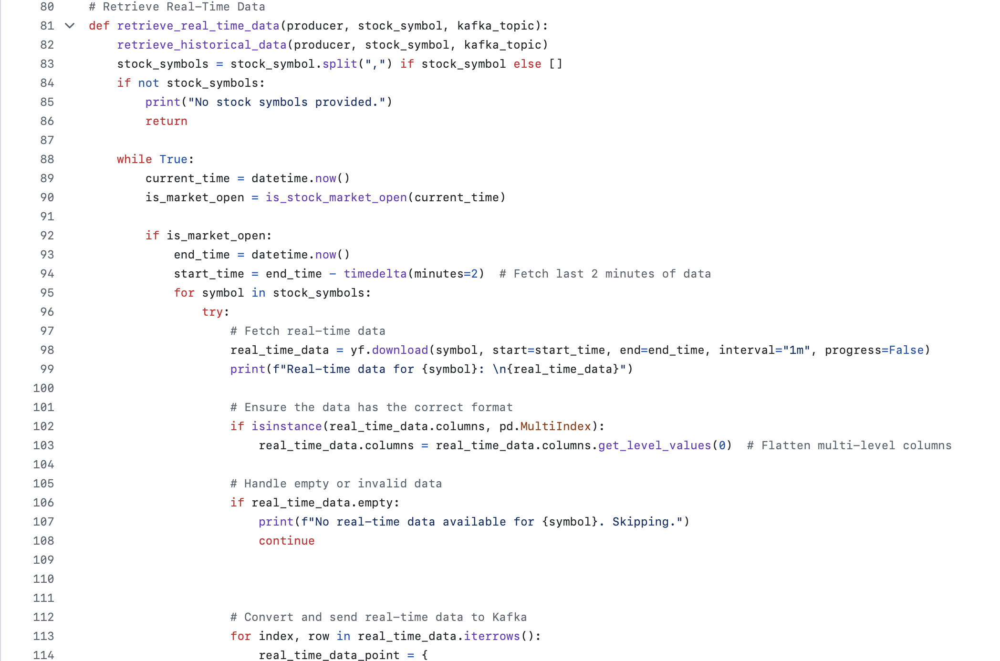 80 # Retrieve Real-Time Data
81 def retrieve_real_time_data(producer, stock_symbol, kafka_topic):
82     retrieve_historical_data(producer, stock_symbol, kafka_topic)
83     stock_symbols = stock_symbol.split(",") if stock_symbol else []
84     if not stock_symbols:
85         print("No stock symbols provided.")
86         return
87
88     while True:
89         current_time = datetime.now()
90         is_market_open = is_stock_market_open(current_time)
91
92         if is_market_open:
93             end_time = datetime.now()
94             start_time = end_time - timedelta(minutes=2)  # Fetch last 2 minutes of data
95             for symbol in stock_symbols:
96                 try:
97                     # Fetch real-time data
98                     real_time_data = yf.download(symbol, start=start_time, end=end_time, interval="1m", progress=False)
99                     print(f"Real-time data for {symbol}: \n{real_time_data}")
100
101                     # Ensure the data has the correct format
102                     if isinstance(real_time_data.columns, pd.MultiIndex):
103                         real_time_data.columns = real_time_data.columns.get_level_values(0)  # Flatten multi-level columns
104
105                     # Handle empty or invalid data
106                     if real_time_data.empty:
107                         print(f"No real-time data available for {symbol}. Skipping.")
108                         continue
109
110
111
112                     # Convert and send real-time data to Kafka
113                     for index, row in real_time_data.iterrows():
114                         real_time_data_point = {